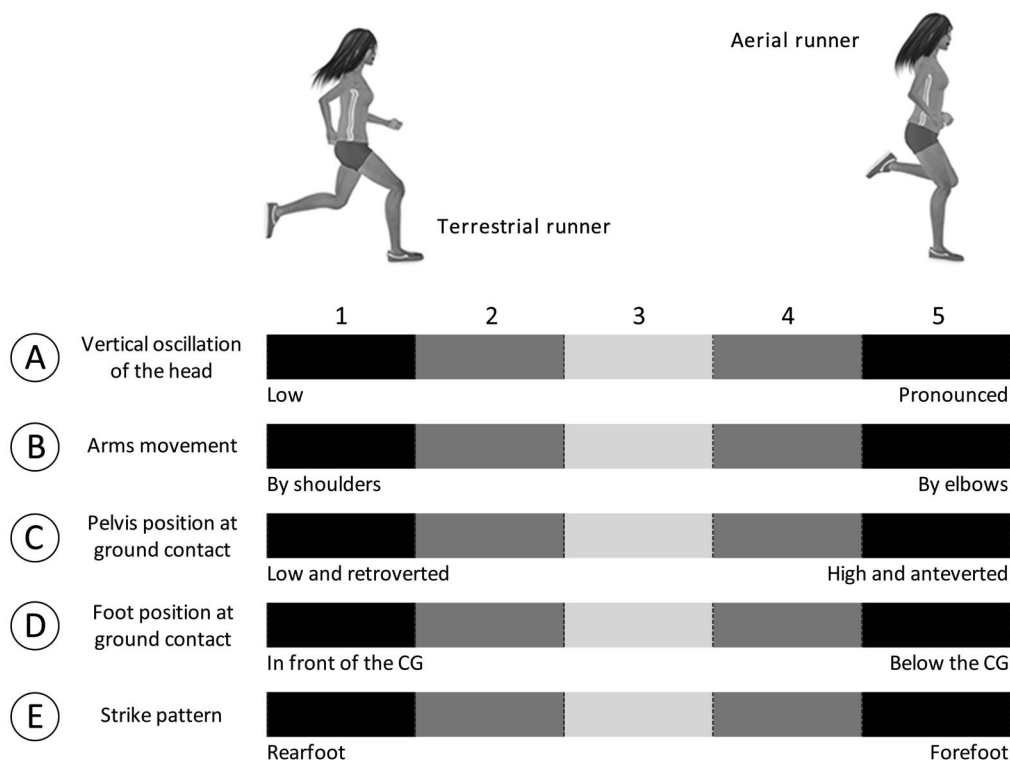 Aerial runner
Terrestrial runner
1 2 3 4 5
A
Vertical oscillation
of the head
Low Pronounced
B
Arms movement
By shoulders By elbows
C
Pelvis position at
ground contact
Low and retroverted High and anteverted
D
Foot position at
ground contact
In front of the CG Below the CG
E
Strike pattern
Rearfoot Forefoot